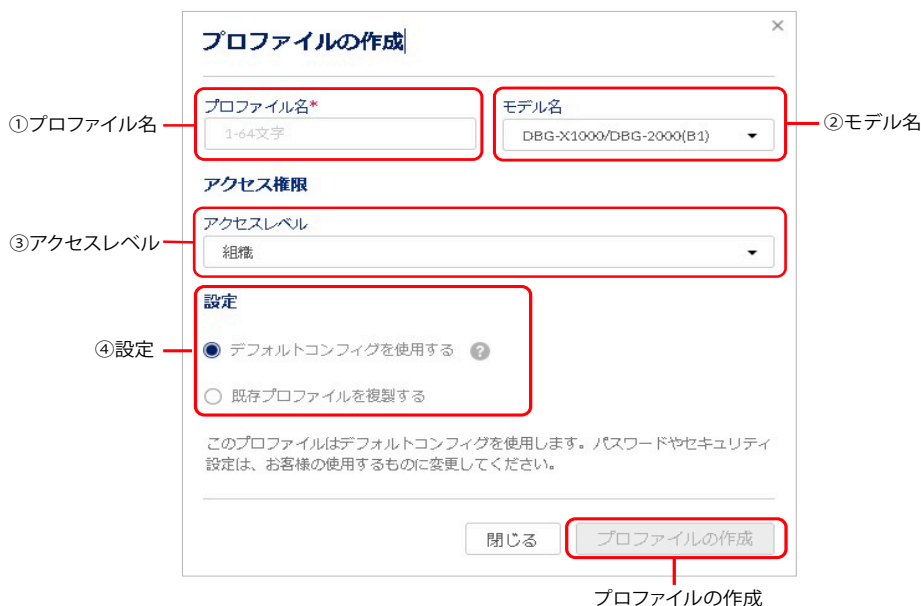 プロファイルの作成
×
①プロファイル名
プロファイル名*
1-64文字
モデル名
DBG-X1000/DBG-2000(B1)
②モデル名
アクセス権限
③アクセスレベル
アクセスレベル
組織
設定
④設定
デフォルトコンフィグを使用する ?
既存プロファイルを複製する
このプロファイルはデフォルトコンフィグを使用します。パスワードやセキュリティ
設定は、お客様の使用するものに変更してください。
閉じる
プロファイルの作成
プロファイルの作成